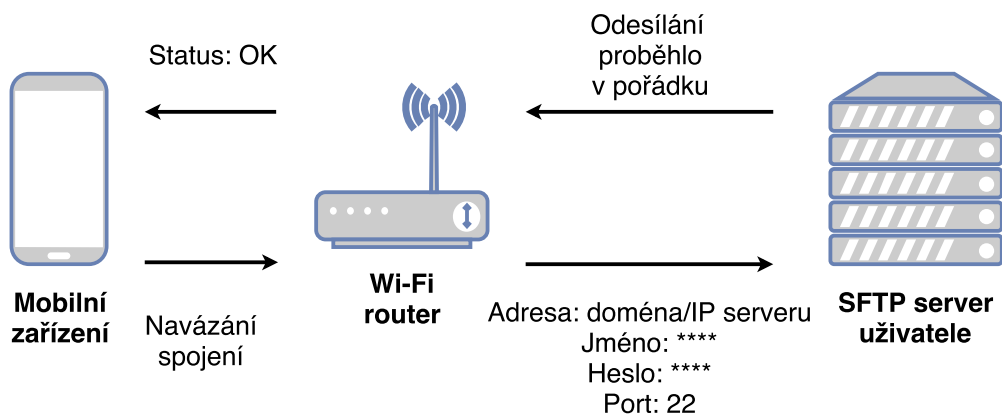 Status: OK
Odesílání
proběhlo
v pořádku
Mobilní
zařízení
Navázání
spojení
Wi-Fi
router
Adresa: doména/IP serveru
Jméno: ****
Heslo: ****
Port: 22
SFTP server
uživatele